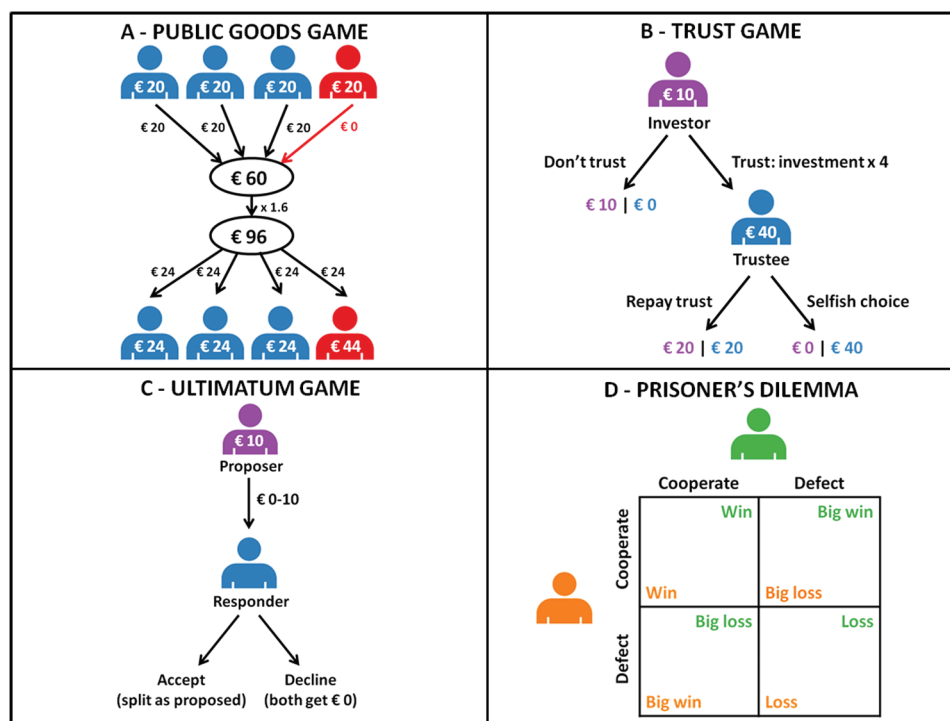 A - PUBLIC GOODS GAME
€ 20 € 20 € 20 € 20
€ 20 € 20 € 20 € 0
€ 60
x 1.6
€ 96
€ 24 € 24 € 24 € 24
€ 24 € 24 € 24 € 44
B - TRUST GAME
€ 10
Investor
Don't trust Trust: investment x 4
€ 10 | € 0
€ 40
Trustee
Repay trust Selfish choice
€ 20 | € 20 € 0 | € 40
C - ULTIMATUM GAME
€ 10
Proposer
€ 0-10
Responder
Accept Decline
(split as proposed) (both get € 0)
D - PRISONER'S DILEMMA
Cooperate Defect
Cooperate
Win Big win
Win Big loss
Defect
Big loss Loss
Big win Loss